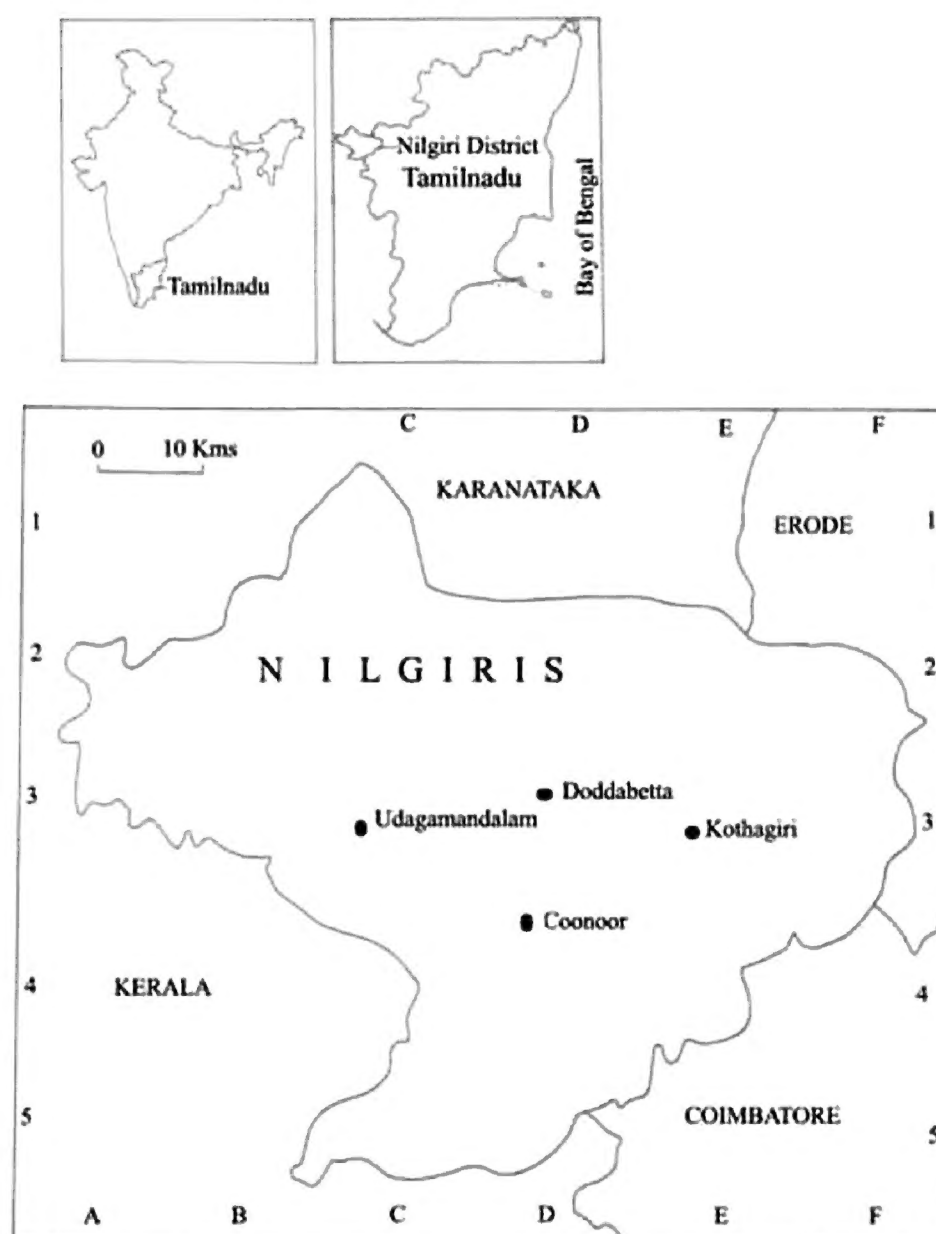 Tamilnadu
Nilgiri District
Tamilnadu
Bay of Bengal
C D E F
0 10 Kms
KARANATAKA
1 ERODE 1
2 NILGIRIS 2
3 Doddabetta
Udagamandalam Kothagiri 3
Coonoor
4 KERALA 4
5 COIMBATORE 5
A B C D E F